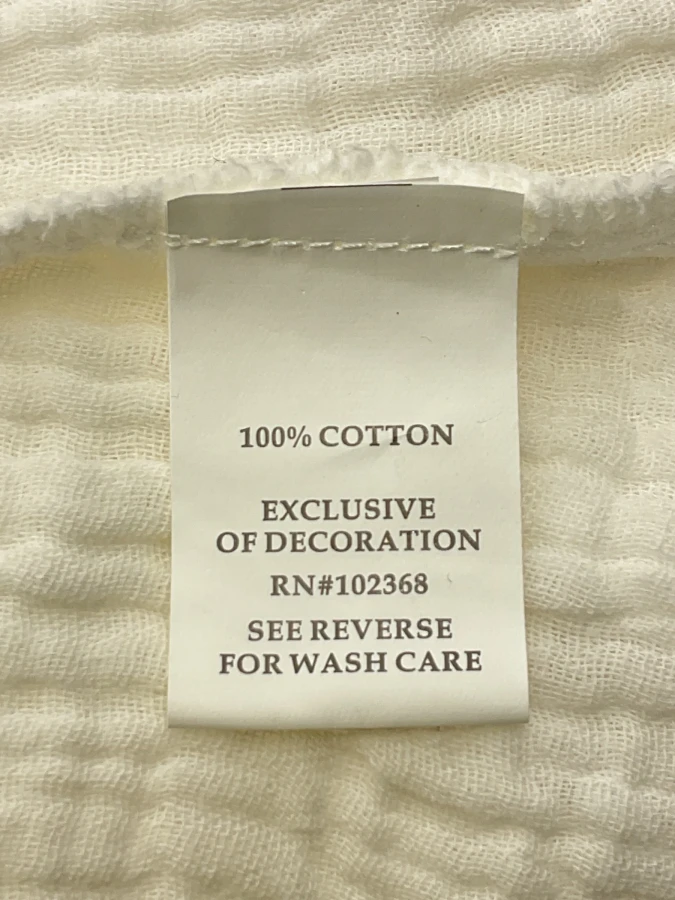 100% COTTON
EXCLUSIVE
OF DECORATION
RN#102368
SEE REVERSE
FOR WASH CARE